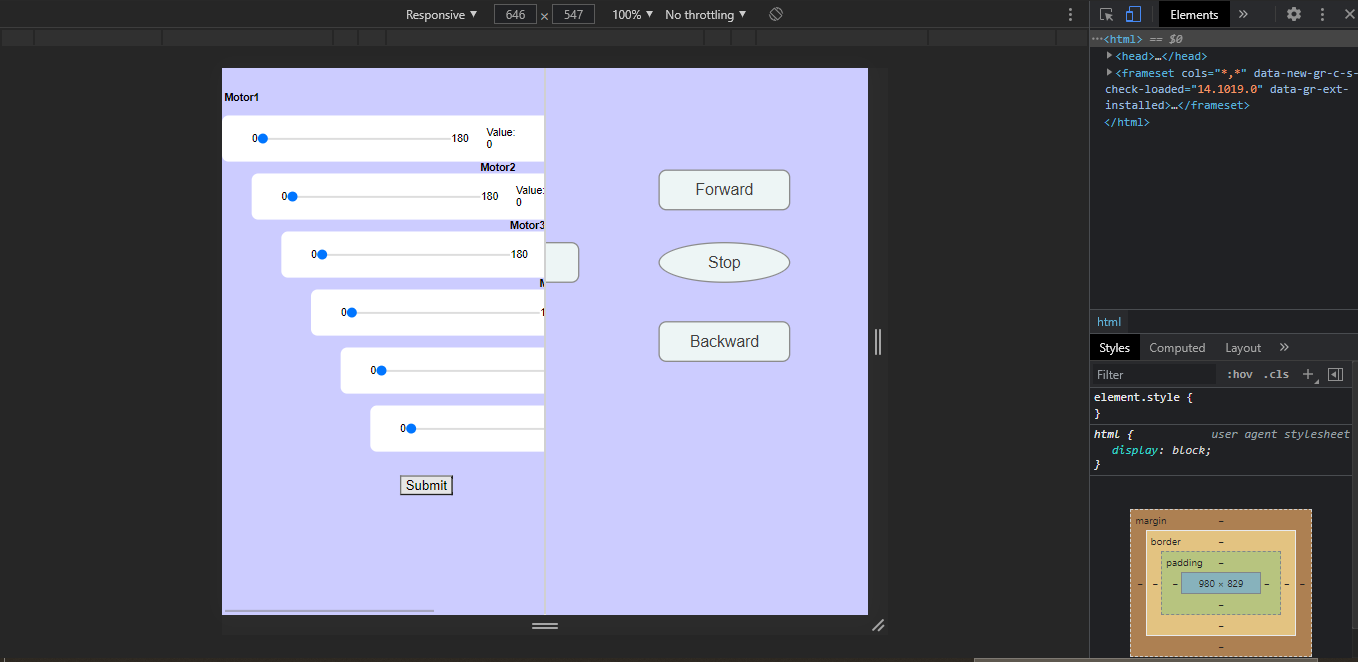 Responsive ▼ 646 × 547 100% ▼ No throttling ▼
Elements »
···<html> == $0
<head>…</head>
<frameset cols="*,*" data-new-gr-c-s-
check-loaded="14.1019.0" data-gr-ext-
installed>…</frameset>
</html>
Motor1
0 180 Value:
0
Motor2
0 180 Value:
0
Motor3
0 180
0
0
0
Submit
Forward
Stop
Backward
html
Styles Computed Layout »
Filter :hov .cls +
element.style {
}
html { user agent stylesheet
display: block;
}
margin –
border –
padding –
– – – 980 × 829 – – –
–
–
–